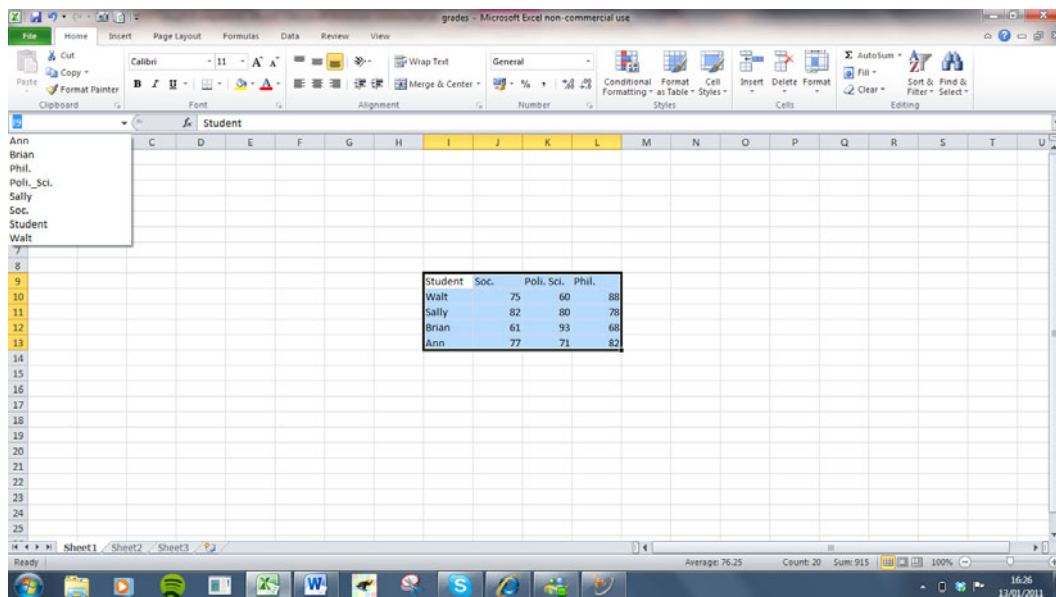 grades - Microsoft Excel non-commercial use
File Home Insert Page Layout Formulas Data Review View
Paste Cut Copy Format Painter Clipboard
Calibri 11 A A B I U A Font
Wrap Text Merge & Center Alignment
General % , Number
Conditional Formatting Format as Table Cell Styles Styles
Insert Delete Format Cells
Σ AutoSum Fill Clear Sort & Filter Find & Select Editing
I9 fx Student
Ann
Brian
Phil.
Poli._Sci.
Sally
Soc.
Student
Walt
C D E F G H I J K L M N O P Q R S T U
7
8
9 Student Soc. Poli. Sci. Phil.
10 Walt 75 60 88
11 Sally 82 80 78
12 Brian 61 93 68
13 Ann 77 71 82
14
15
16
17
18
19
20
21
22
23
24
25
Sheet1 Sheet2 Sheet3
Ready Average: 76.25 Count: 20 Sum: 915 100%
W S
16:26
13/01/2011